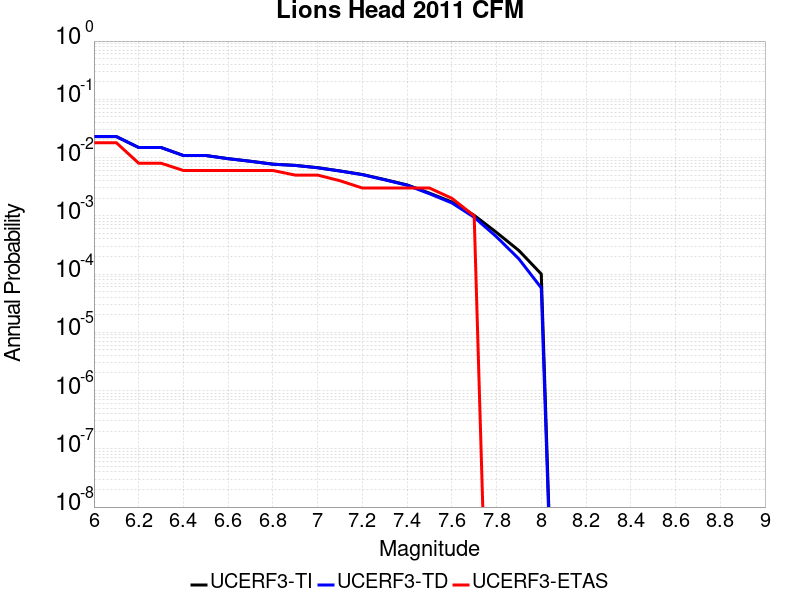 Lions Head 2011 CFM
10^0
10^-1
10^-2
10^-3
10^-4
10^-5
10^-6
10^-7
10^-8
Annual Probability
6 6.2 6.4 6.6 6.8 7 7.2 7.4 7.6 7.8 8 8.2 8.4 8.6 8.8 9
Magnitude
UCERF3-TI UCERF3-TD UCERF3-ETAS